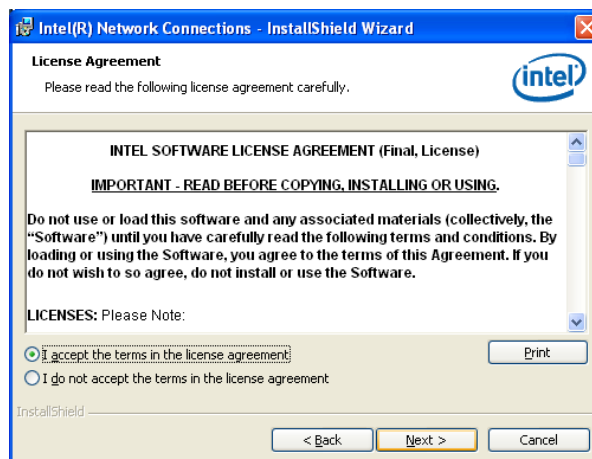 Intel(R) Network Connections - InstallShield Wizard
License Agreement
Please read the following license agreement carefully.
intel
INTEL SOFTWARE LICENSE AGREEMENT (Final, License)
IMPORTANT - READ BEFORE COPYING, INSTALLING OR USING.
Do not use or load this software and any associated materials (collectively, the
“Software”) until you have carefully read the following terms and conditions. By
loading or using the Software, you agree to the terms of this Agreement. If you
do not wish to so agree, do not install or use the Software.
LICENSES: Please Note:
I accept the terms in the license agreement
Print
I do not accept the terms in the license agreement
InstallShield
< Back
Next >
Cancel